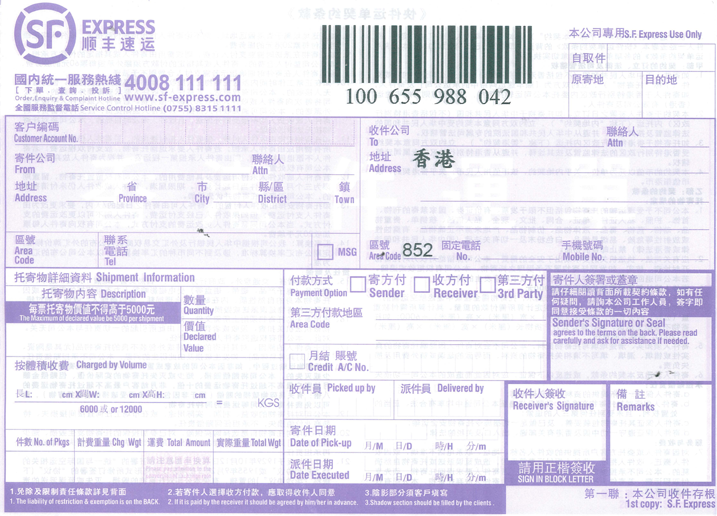 SF EXPRESS
順丰速运
國內統一服務熱綫 4008 111 111
[下單．查詢．投訴]
Order, Enquiry & Complaint Hotline www.sf-express.com
全國服務監督電話 Service Control Hotline (0755) 8315 1111
100 655 988 042
本公司專用S.F. Express Use Only
自取件
原寄地 目的地
客户編碼
Customer Account No.
寄件公司 聯絡人
From Attn
地址 省 市 縣/區 鎮
Address Province City District Town
區號 聯系
Area 電話
Code Tel MSG
收件公司 聯絡人
To Attn
地址 香港
Address
區號 852 固定電話 手機號碼
Area Code No. Mobile No.
托寄物詳細資料 Shipment Information
托寄物内容 Description 數量
Quantity
每票托寄物價值不得高于5000元
The Maximum of declared value be 5000 per shipment
價值
Declared
Value
按體積收費 Charged by Volume
長L: cm X寬W: cm X高H: cm
6000 或 or 12000 = KGS
件數 No. of Pkgs 計費重量 Chg Wgt 運費 Total Amount 實際重量 Total Wgt
付款方式 寄方付 收方付 第三方付
Payment Option Sender Receiver 3rd Party
第三方付款地區
Area Code
月結 賬號
Credit A/C No.
收件員 Picked up by 派件員 Delivered by
寄件日期
Date of Pick-up 月/M 日/D 時/H 分/m
派件日期
Date Executed 月/M 日/D 時/H 分/m
寄件人簽署或蓋章
請仔細閱讀背面所載契約條款，如有任
何疑問，請詢本公司工作人員，簽字即
同意接受條款的一切内容
Sender's Signature or Seal
agrees to the terms on the back. Please read
carefully and ask for assistance if needed.
收件人簽收
Receiver's Signature
請用正楷簽收
SIGN IN BLOCK LETTER
備 註
Remarks
1.免除及限制責任條款詳見背面 2.若寄件人選擇收方付款，應取得收件人同意 3.陰影部分須客戶填寫
1. The liability of restriction & exemption is on the BACK. 2. If it is paid by the receiver it should be agreed by him/her in advance. 3. Shadow section should be filled by the clients.
第一聯：本公司收件存根
1st copy: S.F. Express